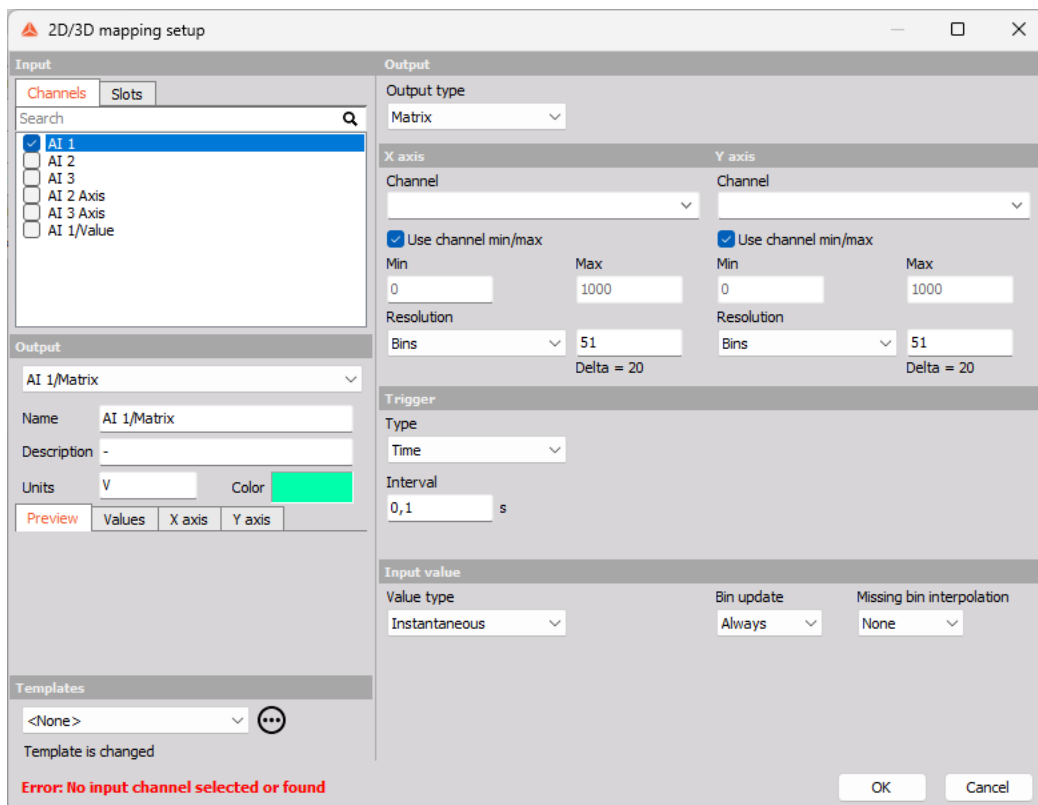 2D/3D mapping setup
Input
Channels Slots
Search
AI 1
AI 2
AI 3
AI 2 Axis
AI 3 Axis
AI 1/Value
Output
AI 1/Matrix
Name AI 1/Matrix
Description -
Units V Color
Preview Values X axis Y axis
Templates
<None>
Template is changed
Error: No input channel selected or found
Output
Output type
Matrix
X axis
Channel
Use channel min/max
Min Max
0 1000
Resolution
Bins 51
Delta = 20
Y axis
Channel
Use channel min/max
Min Max
0 1000
Resolution
Bins 51
Delta = 20
Trigger
Type
Time
Interval
0,1 s
Input value
Value type Bin update Missing bin interpolation
Instantaneous Always None
OK Cancel